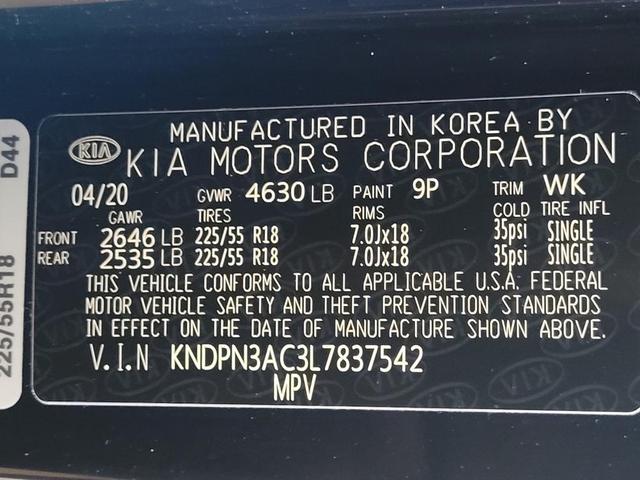 MANUFACTURED IN KOREA BY
KIA KIA MOTORS CORPORATION
04/20 GVWR 4630 LB PAINT 9P TRIM WK
GAWR TIRES RIMS COLD TIRE INFL
FRONT 2646 LB 225/55 R18 7.0Jx18 35psi SINGLE
REAR 2535 LB 225/55 R18 7.0Jx18 35psi SINGLE
THIS VEHICLE CONFORMS TO ALL APPLICABLE U.S.A. FEDERAL
MOTOR VEHICLE SAFETY AND THEFT PREVENTION STANDARDS
IN EFFECT ON THE DATE OF MANUFACTURE SHOWN ABOVE.
V.I.N KNDPN3AC3L7837542
MPV
225/55R18 D44